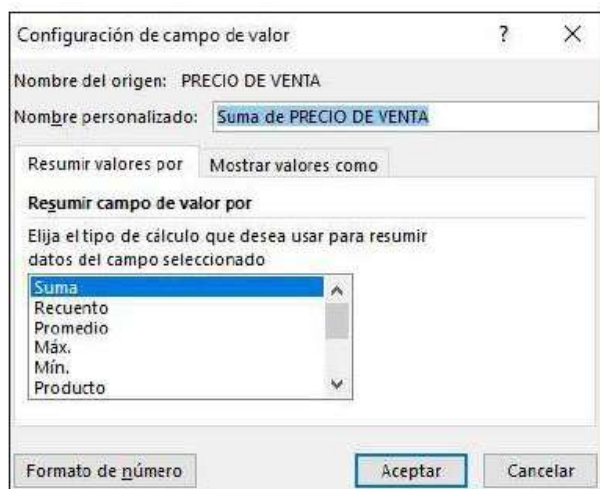 Configuración de campo de valor ? ×
Nombre del origen: PRECIO DE VENTA
Nombre personalizado: Suma de PRECIO DE VENTA
Resumir valores por Mostrar valores como
Resumir campo de valor por
Elija el tipo de cálculo que desea usar para resumir
datos del campo seleccionado
Suma
Recuento
Promedio
Máx.
Mín.
Producto
Formato de número Aceptar Cancelar